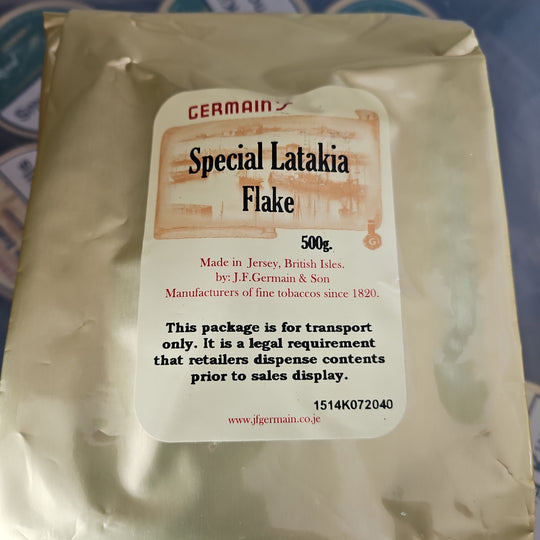 GERMAIN'S
Special Latakia
Flake
500g.
Made in Jersey, British Isles.
by: J.F.Germain & Son
Manufacturers of fine tobaccos since 1820.
This package is for transport
only. It is a legal requirement
that retailers dispense contents
prior to sales display.
1514K072040
www.jfgermain.co.je